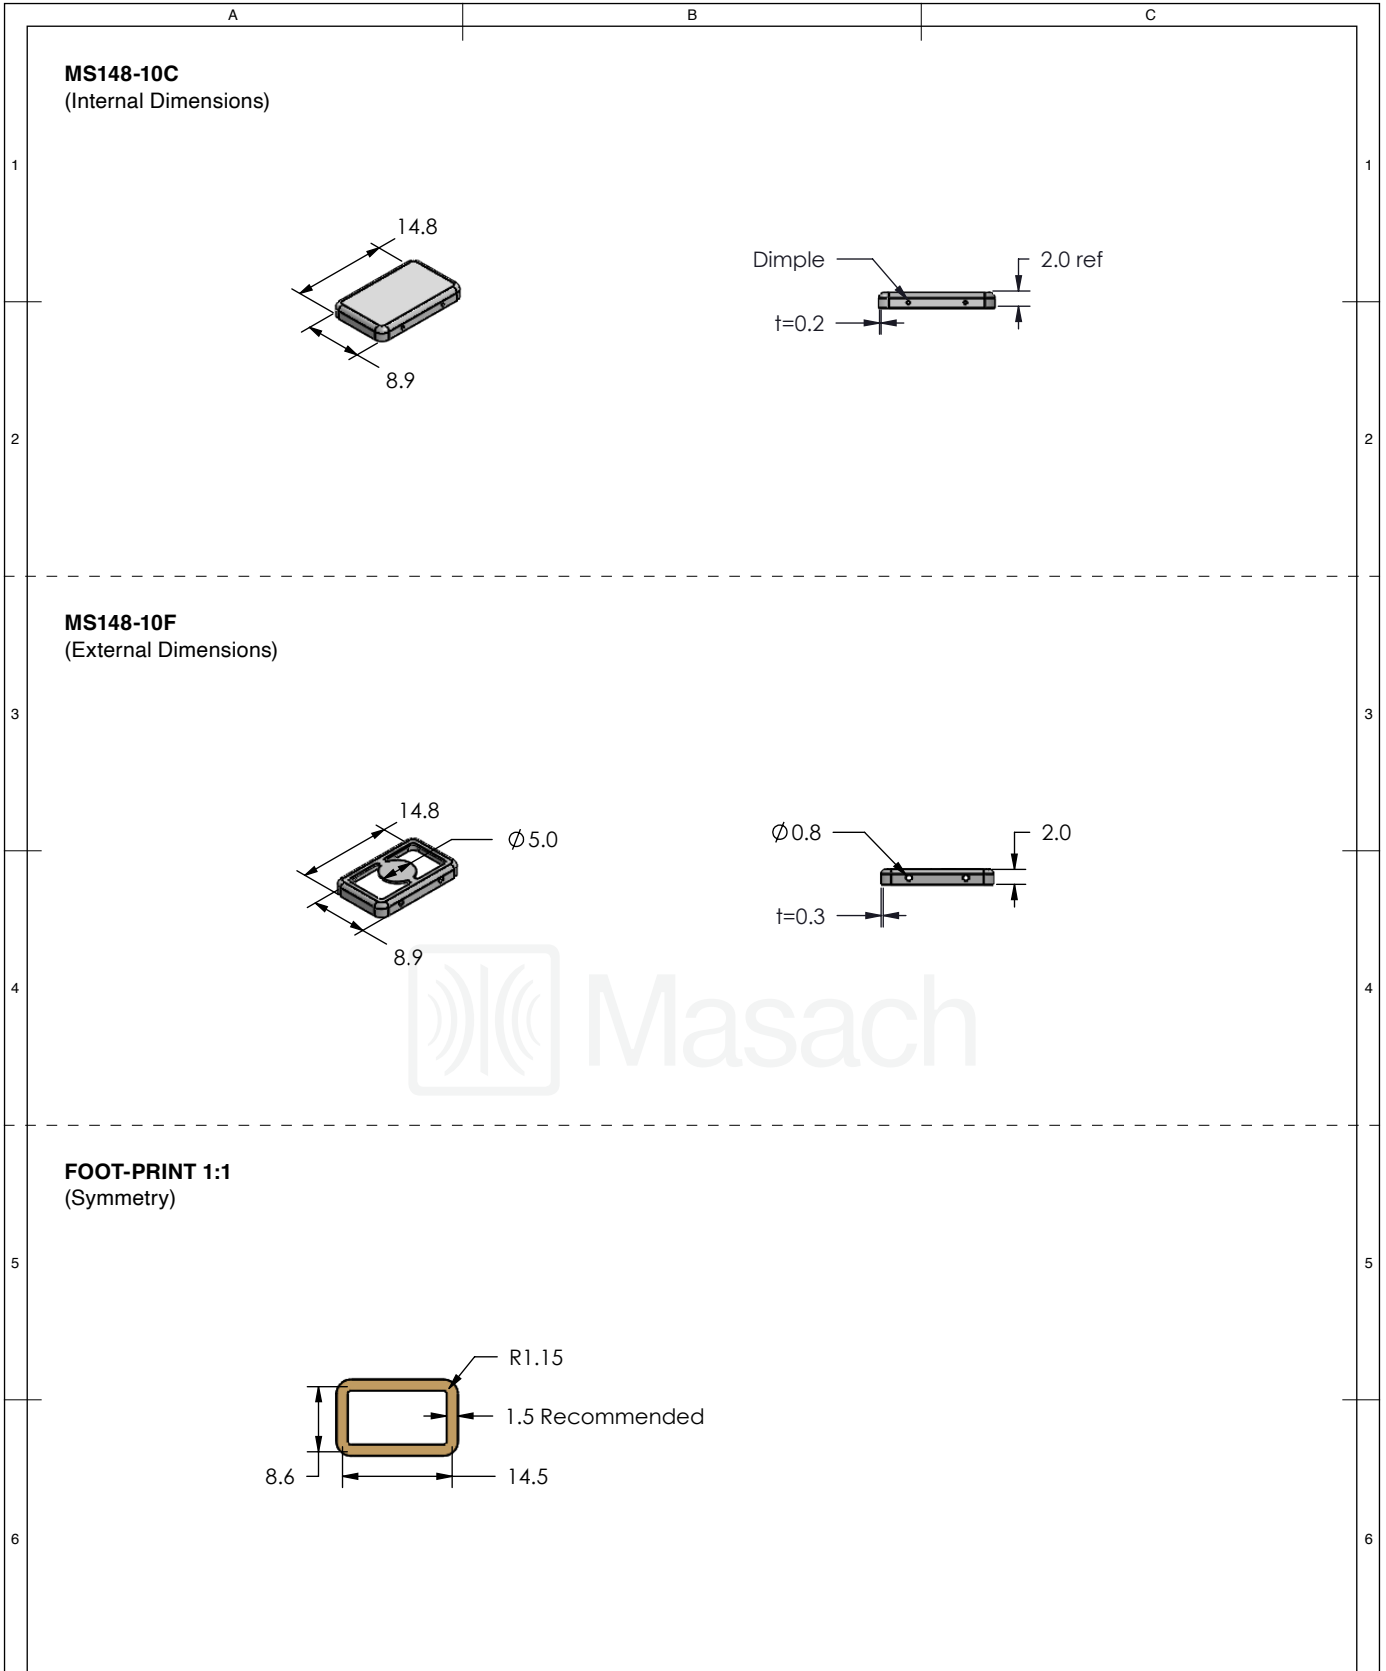 A B C
MS148-10C
(Internal Dimensions)
1 1
14.8
Dimple 2.0 ref
t=0.2
8.9
2 2
MS148-10F
(External Dimensions)
3 3
14.8
Ø5.0 Ø0.8 2.0
t=0.3
8.9
4 4
Masach
FOOT-PRINT 1:1
(Symmetry)
5 5
R1.15
1.5 Recommended
8.6 14.5
6 6